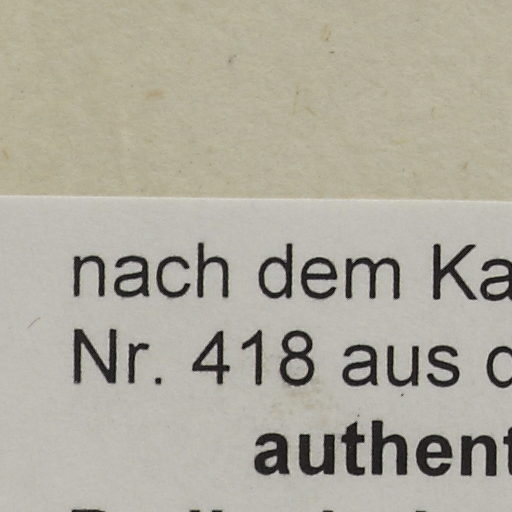 nach dem Ka
Nr. 418 aus d
authent